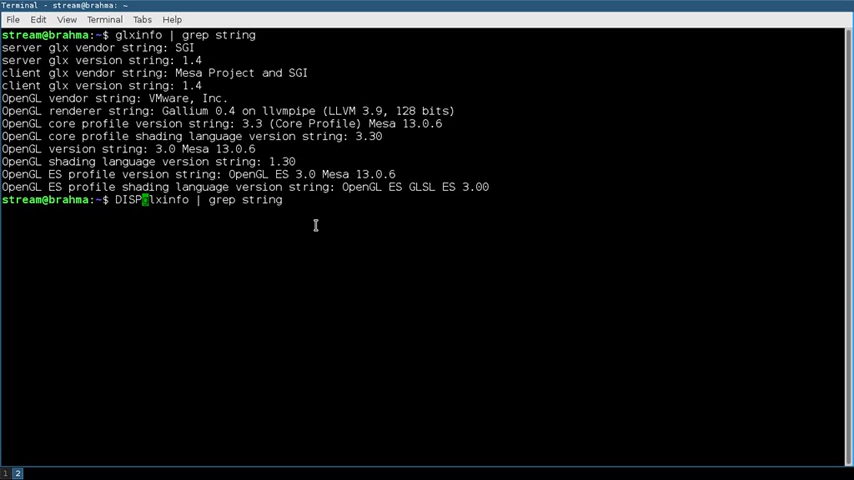 Terminal - stream@brahma: ~
File Edit View Terminal Tabs Help
stream@brahma:~$ glxinfo | grep string
server glx vendor string: SGI
server glx version string: 1.4
client glx vendor string: Mesa Project and SGI
client glx version string: 1.4
OpenGL vendor string: VMware, Inc.
OpenGL renderer string: Gallium 0.4 on llvmpipe (LLVM 3.9, 128 bits)
OpenGL core profile version string: 3.3 (Core Profile) Mesa 13.0.6
OpenGL core profile shading language version string: 3.30
OpenGL version string: 3.0 Mesa 13.0.6
OpenGL shading language version string: 1.30
OpenGL ES profile version string: OpenGL ES 3.0 Mesa 13.0.6
OpenGL ES profile shading language version string: OpenGL ES GLSL ES 3.00
stream@brahma:~$ DISPglxinfo | grep string
1 2